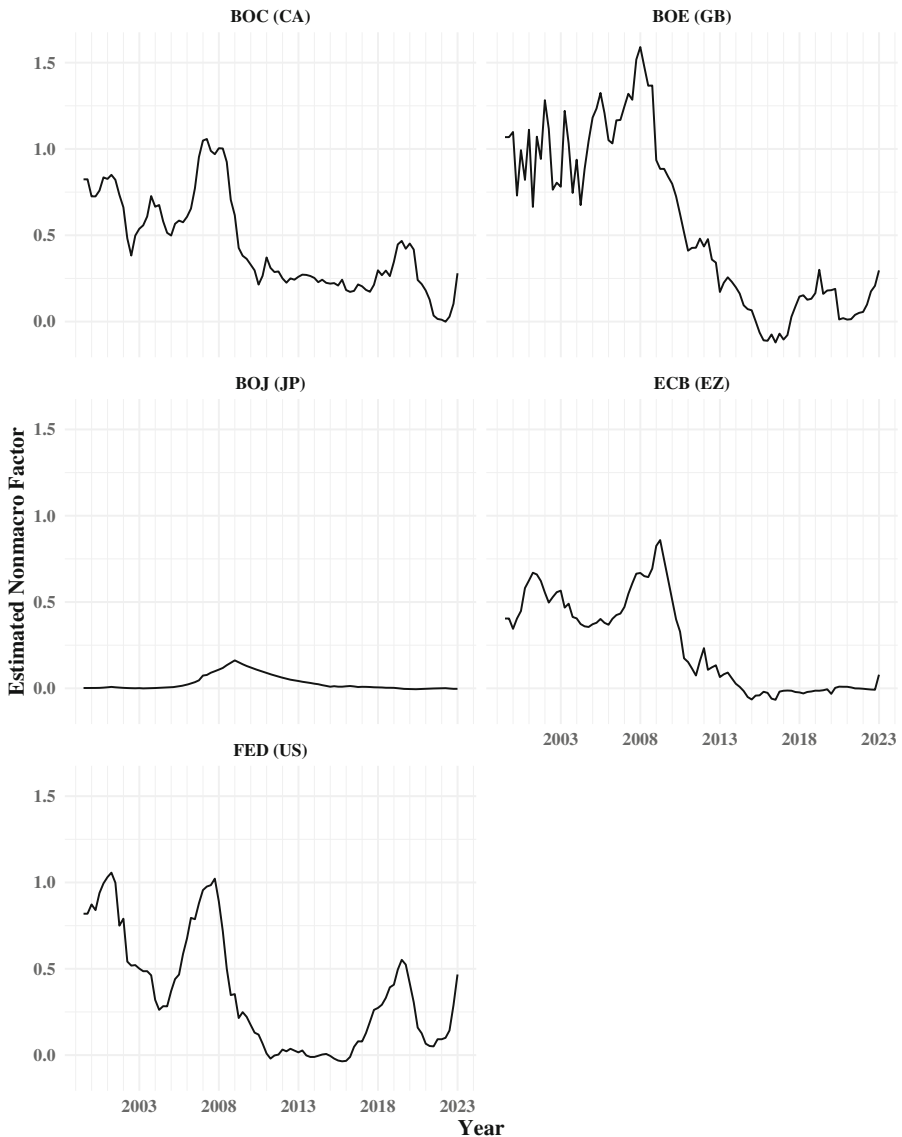 BOC (CA)
BOE (GB)
1.5
1.0
0.5
0.0
BOJ (JP)
ECB (EZ)
1.5
1.0
0.5
0.0
Estimated Nonmacro Factor
2003 2008 2013 2018 2023
FED (US)
1.5
1.0
0.5
0.0
2003 2008 2013 2018 2023
Year